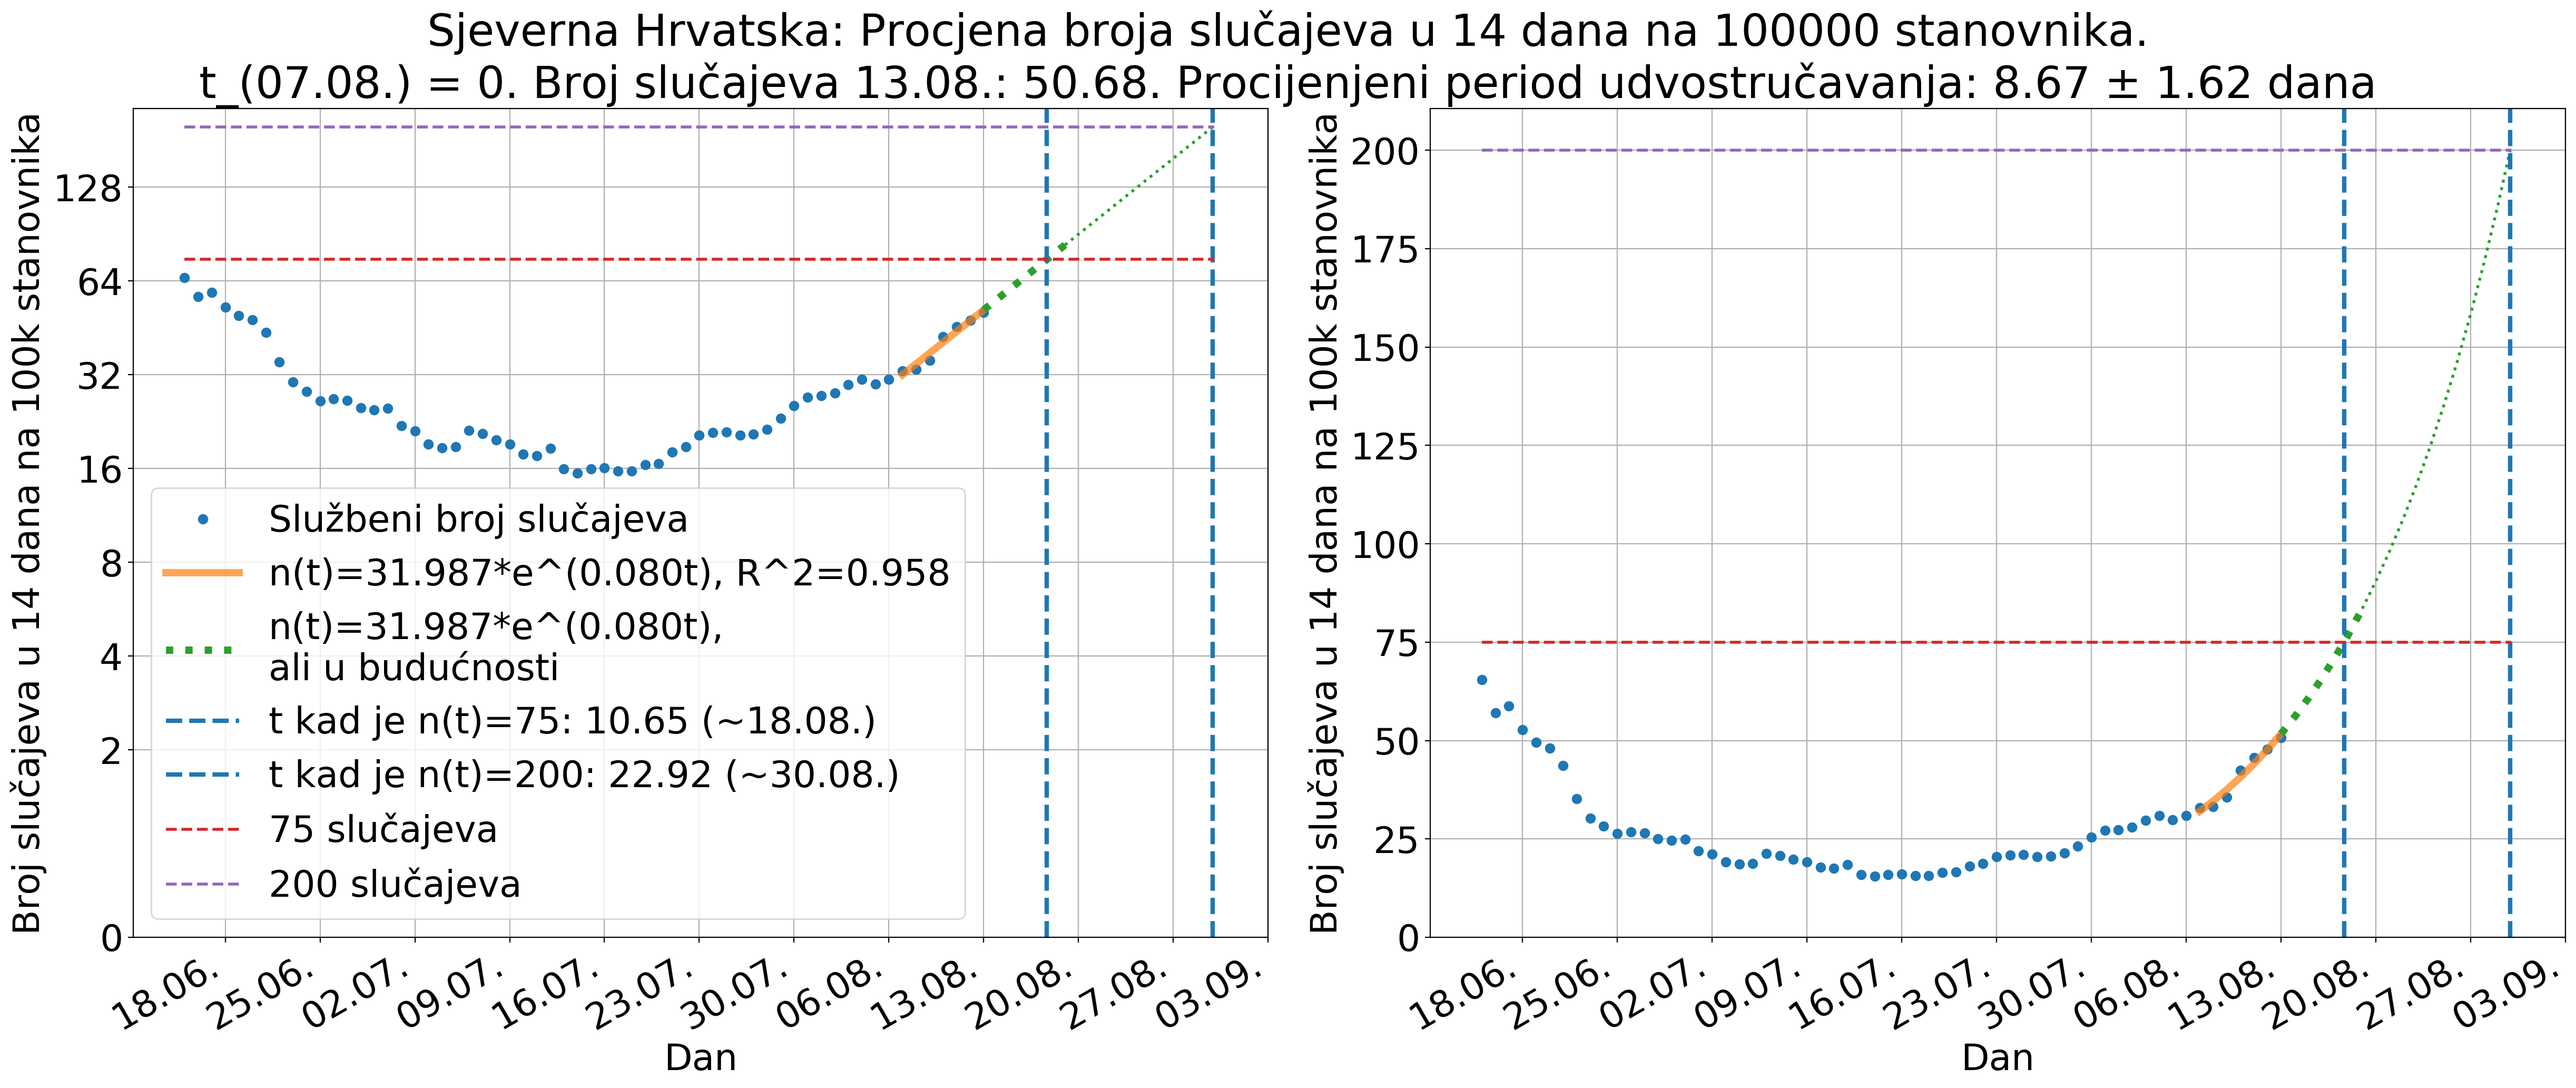 Sjeverna Hrvatska: Procjena broja slučajeva u 14 dana na 100000 stanovnika.
t_(07.08.) = 0. Broj slučajeva 13.08.: 50.68. Procijenjeni period udvostručavanja: 8.67 ± 1.62 dana
Broj slučajeva u 14 dana na 100k stanovnika
128
64
32
16
8
4
2
0
Službeni broj slučajeva
n(t)=31.987*e^(0.080t), R^2=0.958
n(t)=31.987*e^(0.080t),
ali u budućnosti
t kad je n(t)=75: 10.65 (~18.08.)
t kad je n(t)=200: 22.92 (~30.08.)
75 slučajeva
200 slučajeva
18.06.
25.06.
02.07.
09.07.
16.07.
23.07.
30.07.
06.08.
13.08.
20.08.
27.08.
03.09.
Dan
Broj slučajeva u 14 dana na 100k stanovnika
200
175
150
125
100
75
50
25
0
18.06.
25.06.
02.07.
09.07.
16.07.
23.07.
30.07.
06.08.
13.08.
20.08.
27.08.
03.09.
Dan